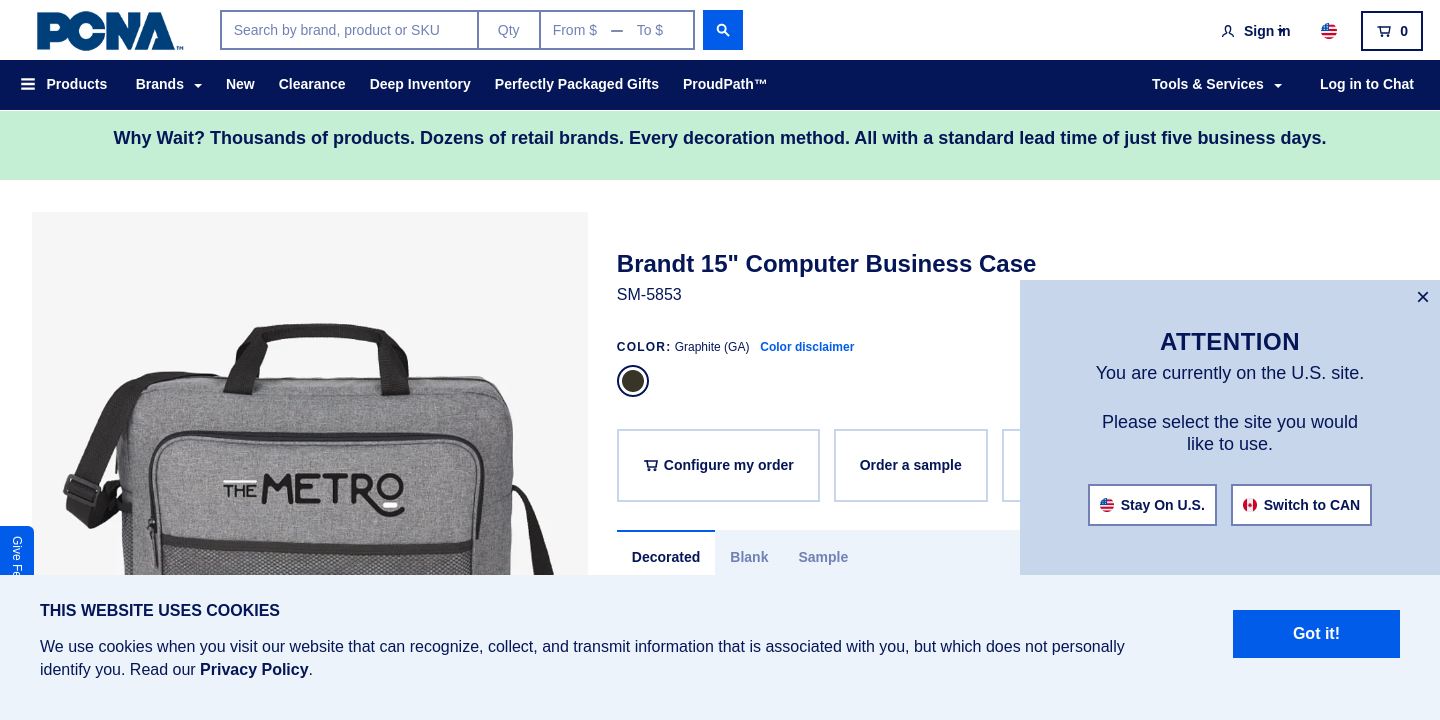 PCNA™
Search by brand, product or SKU
Qty
From $ — To $
Sign in
0
Products
Brands
New
Clearance
Deep Inventory
Perfectly Packaged Gifts
ProudPath™
Tools & Services
Log in to Chat
Why Wait? Thousands of products. Dozens of retail brands. Every decoration method. All with a standard lead time of just five business days.
Brandt 15" Computer Business Case
SM-5853
COLOR: Graphite (GA) Color disclaimer
Configure my order
Order a sample
Decorated
Blank
Sample
THE METRO
×
ATTENTION
You are currently on the U.S. site.
Please select the site you would
like to use.
Stay On U.S.
Switch to CAN
Give Fe
THIS WEBSITE USES COOKIES
We use cookies when you visit our website that can recognize, collect, and transmit information that is associated with you, but which does not personally
identify you. Read our Privacy Policy.
Got it!